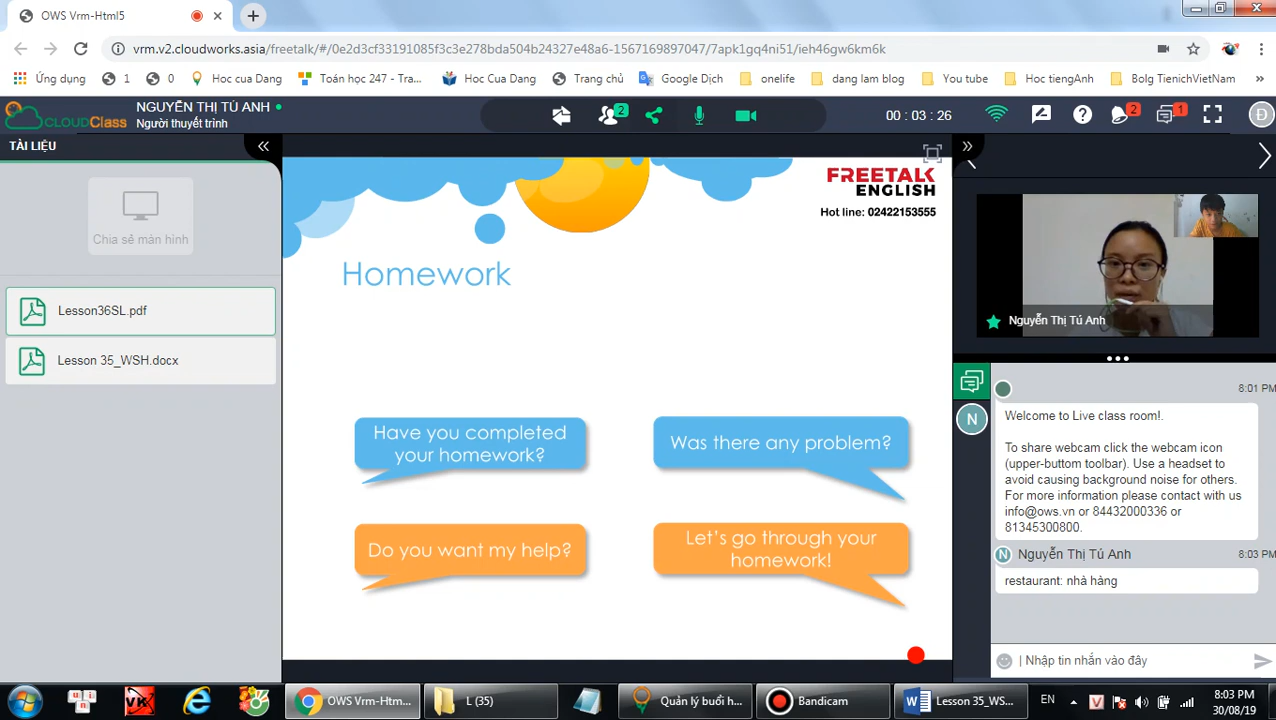 OWS Vrm-Html5
vrm.v2.cloudworks.asia/freetalk/#/0e2d3cf33191085f3c3e278bda504b24327e48a6-1567169897047/7apk1gq4ni51/ieh46gw6km6k
Ứng dụng 1 0 Hoc cua Dang Toán học 247 - Tra... Học Cua Dang Trang chủ Google Dịch onelife dang lam blog You tube Học tiengAnh Bolg TienichVietNam »
CLOUDClass
NGUYỄN THỊ TÚ ANH
Người thuyết trình
2
00 : 03 : 26
2
1
Đ
TÀI LIỆU
Chia sẻ màn hình
Lesson36SL.pdf
Lesson 35_WSH.docx
FREETALK
ENGLISH
Hot line: 02422153555
Homework
Have you completed
your homework?
Was there any problem?
Do you want my help?
Let's go through your
homework!
Nguyễn Thị Tú Anh
8:01 PM
N
Welcome to Live class room!.
To share webcam click the webcam icon
(upper-buttom toolbar). Use a headset to
avoid causing background noise for others.
For more information please contact with us
info@ows.vn or 84432000336 or
81345300800.
N Nguyễn Thị Tú Anh 8:03 PM
restaurant: nhà hàng
Nhập tin nhắn vào đây
OWS Vrm-Htm...
L (35)
Quản lý buổi h...
Bandicam
Lesson 35_WS...
EN
8:03 PM
30/08/19